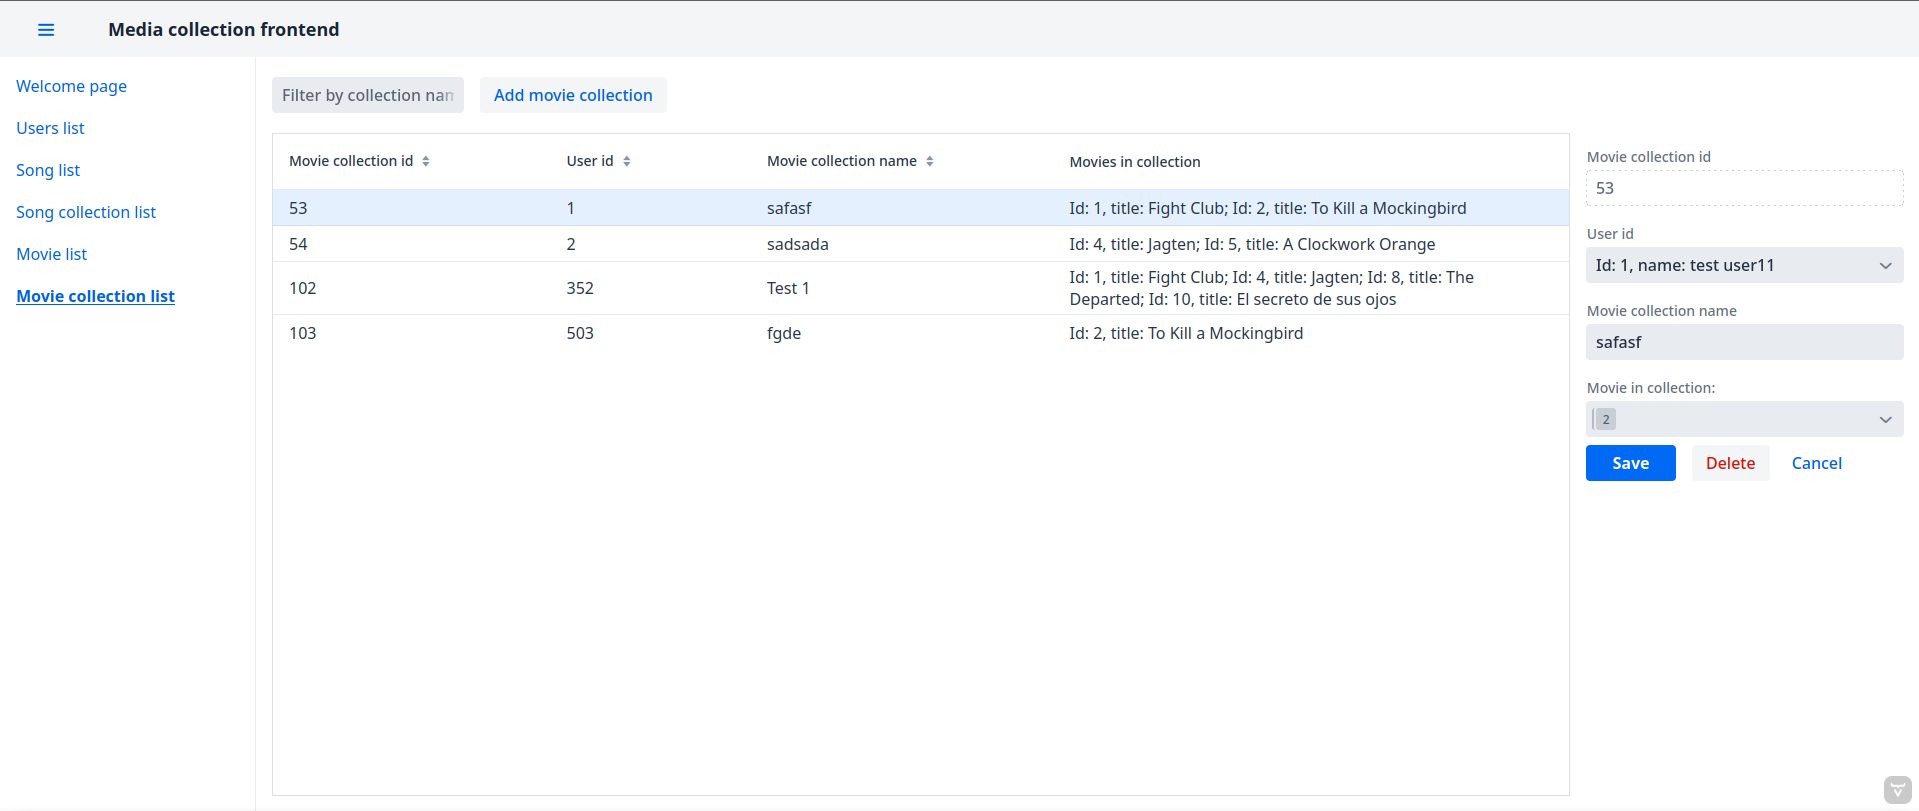 Media collection frontend
Welcome page
Users list
Song list
Song collection list
Movie list
Movie collection list
Filter by collection nam
Add movie collection
Movie collection id User id Movie collection name Movies in collection
53 1 safasf Id: 1, title: Fight Club; Id: 2, title: To Kill a Mockingbird
54 2 sadsada Id: 4, title: Jagten; Id: 5, title: A Clockwork Orange
102 352 Test 1 Id: 1, title: Fight Club; Id: 4, title: Jagten; Id: 8, title: The
Departed; Id: 10, title: El secreto de sus ojos
103 503 fgde Id: 2, title: To Kill a Mockingbird
Movie collection id
53
User id
Id: 1, name: test user11
Movie collection name
safasf
Movie in collection:
2
Save Delete Cancel